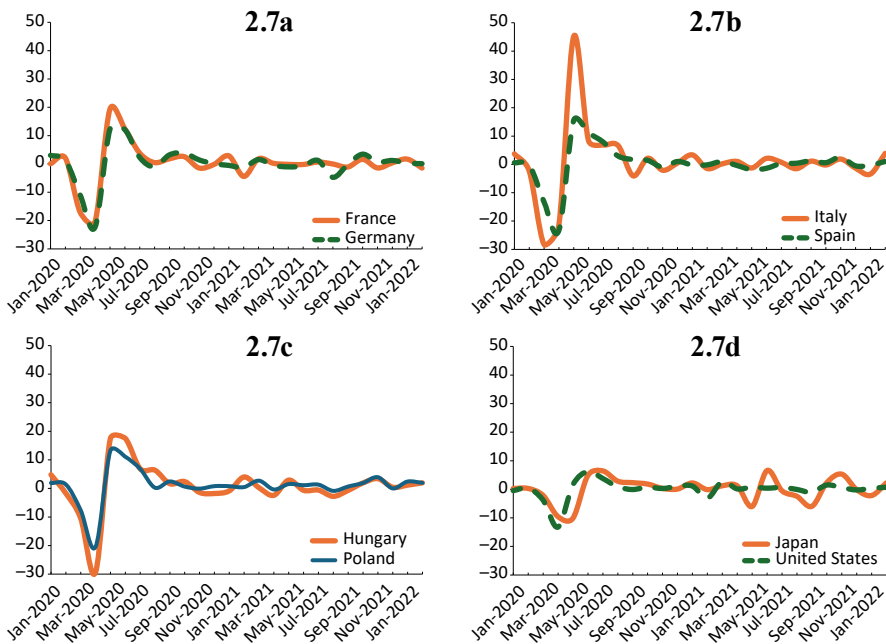 2.7a
50
40
30
20
10
0
−10
−20
−30
France
Germany
Jan-2020
Mar-2020
May-2020
Jul-2020
Sep-2020
Nov-2020
Jan-2021
Mar-2021
May-2021
Jul-2021
Sep-2021
Nov-2021
Jan-2022
2.7b
50
40
30
20
10
0
−10
−20
−30
Italy
Spain
Jan-2020
Mar-2020
May-2020
Jul-2020
Sep-2020
Nov-2020
Jan-2021
Mar-2021
May-2021
Jul-2021
Sep-2021
Nov-2021
Jan-2022
2.7c
50
40
30
20
10
0
−10
−20
−30
Hungary
Poland
Jan-2020
Mar-2020
May-2020
Jul-2020
Sep-2020
Nov-2020
Jan-2021
Mar-2021
May-2021
Jul-2021
Sep-2021
Nov-2021
Jan-2022
2.7d
50
40
30
20
10
0
−10
−20
−30
Japan
United States
Jan-2020
Mar-2020
May-2020
Jul-2020
Sep-2020
Nov-2020
Jan-2021
Mar-2021
May-2021
Jul-2021
Sep-2021
Nov-2021
Jan-2022